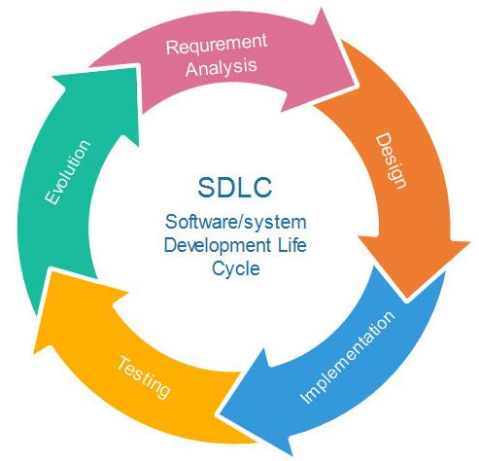 Requrement
Analysis
Design
Implementation
Testing
Evolution
SDLC
Software/system
Development Life
Cycle